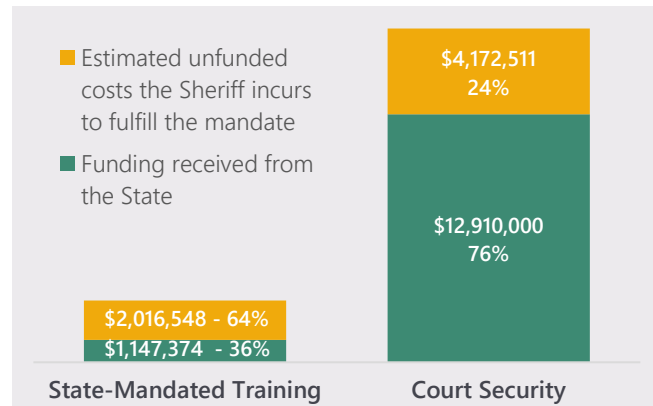 Estimated unfunded
costs the Sheriff incurs
to fulfill the mandate
Funding received from
the State
$4,172,511
24%
$12,910,000
76%
$2,016,548 - 64%
$1,147,374 - 36%
State-Mandated Training
Court Security